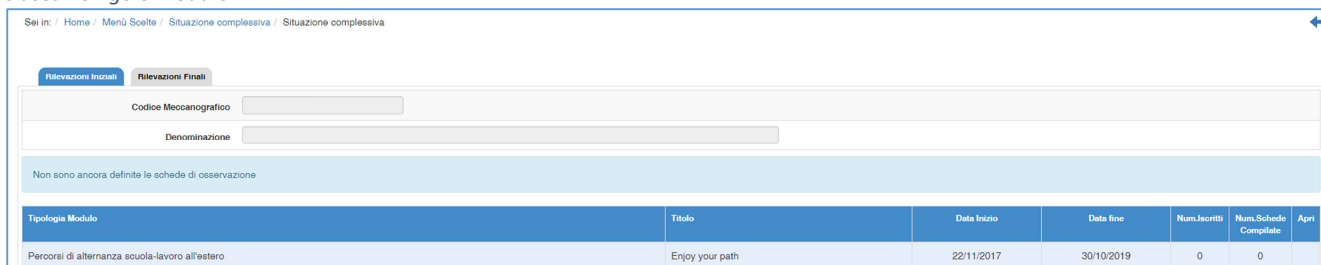 Sei in: / Home / Menù Scelte / Situazione complessiva / Situazione complessiva
Rilevazioni Iniziali Rilevazioni Finali
Codice Meccanografico
Denominazione
Non sono ancora definite le schede di osservazione
Tipologia Modulo Titolo Data Inizio Data fine Num.Iscritti Num.Schede Compilate Apri
Percorsi di alternanza scuola-lavoro all'estero Enjoy your path 22/11/2017 30/10/2019 0 0